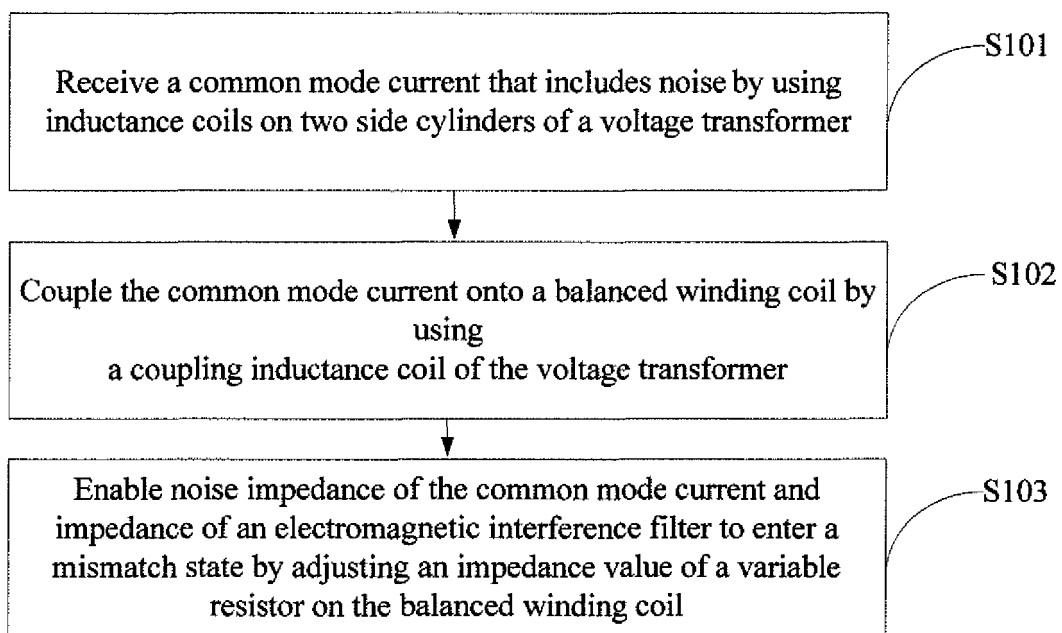 S101
Receive a common mode current that includes noise by using
inductance coils on two side cylinders of a voltage transformer
S102
Couple the common mode current onto a balanced winding coil by
using
a coupling inductance coil of the voltage transformer
S103
Enable noise impedance of the common mode current and
impedance of an electromagnetic interference filter to enter a
mismatch state by adjusting an impedance value of a variable
resistor on the balanced winding coil